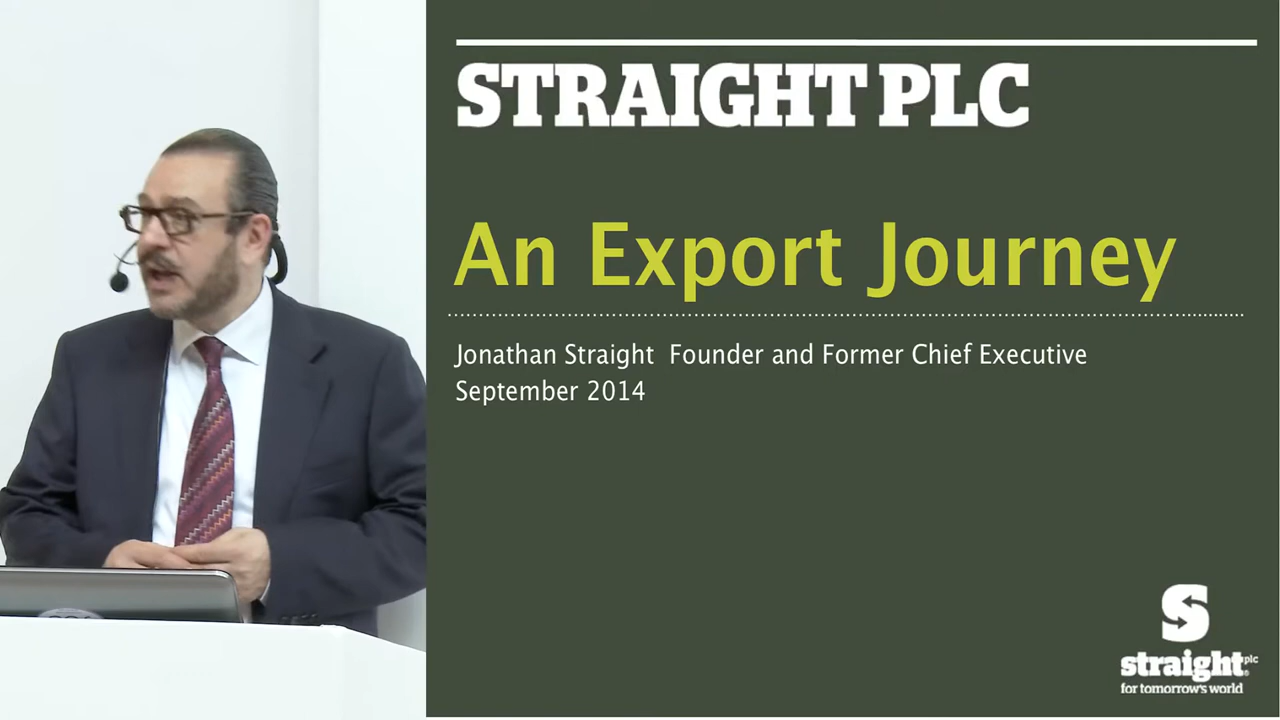 STRAIGHT PLC
An Export Journey
Jonathan Straight Founder and Former Chief Executive
September 2014
S
straight plc
for tomorrow's world